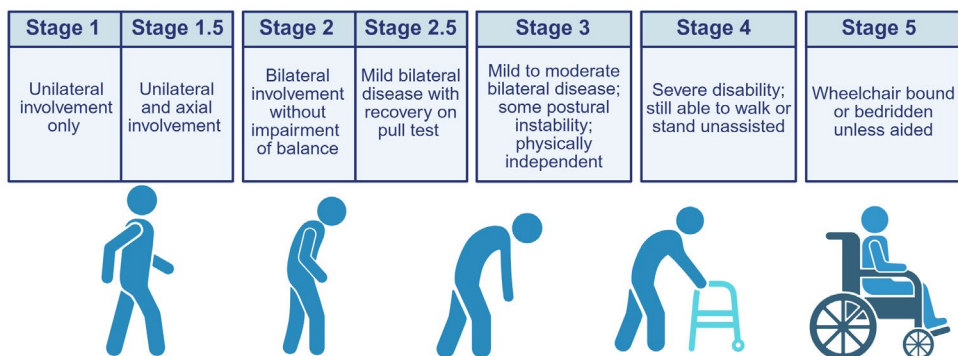 Stage 1
Unilateral
involvement
only
Stage 1.5
Unilateral
and axial
involvement
Stage 2
Bilateral
involvement
without
impairment
of balance
Stage 2.5
Mild bilateral
disease with
recovery on
pull test
Stage 3
Mild to moderate
bilateral disease;
some postural
instability;
physically
independent
Stage 4
Severe disability;
still able to walk or
stand unassisted
Stage 5
Wheelchair bound
or bedridden
unless aided